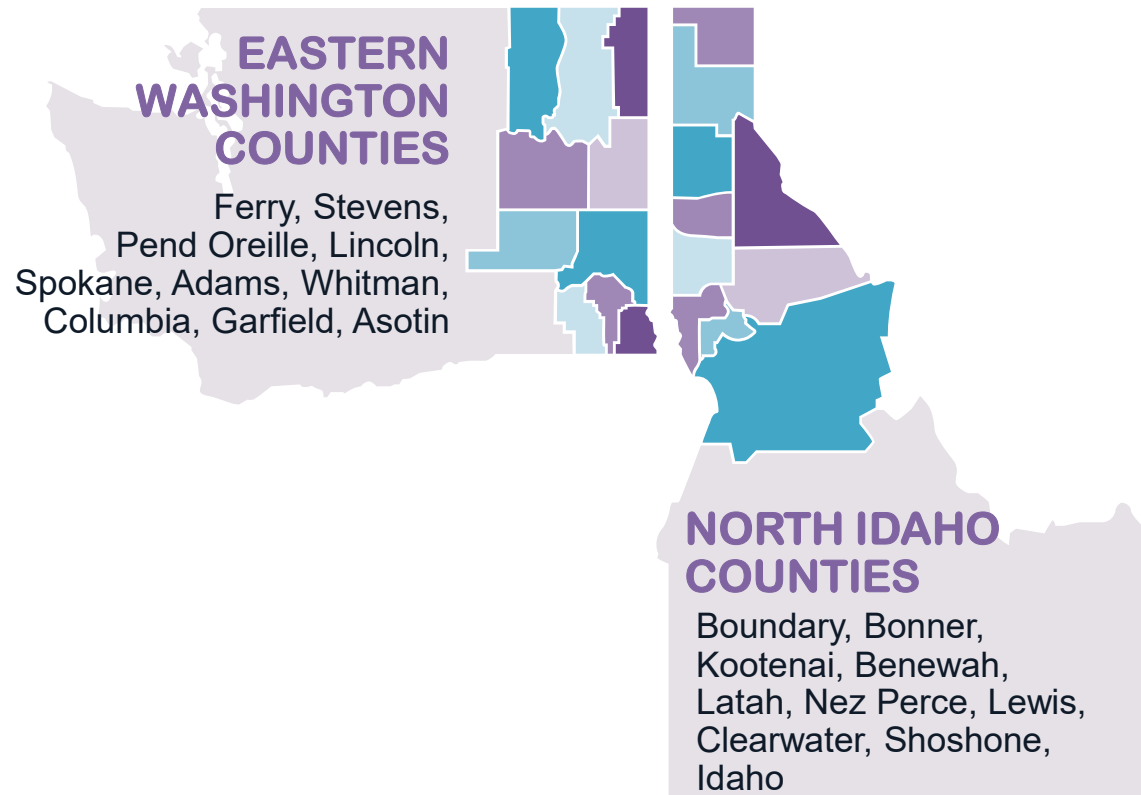 EASTERN
WASHINGTON
COUNTIES
Ferry, Stevens,
Pend Oreille, Lincoln,
Spokane, Adams, Whitman,
Columbia, Garfield, Asotin
NORTH IDAHO
COUNTIES
Boundary, Bonner,
Kootenai, Benewah,
Latah, Nez Perce, Lewis,
Clearwater, Shoshone,
Idaho